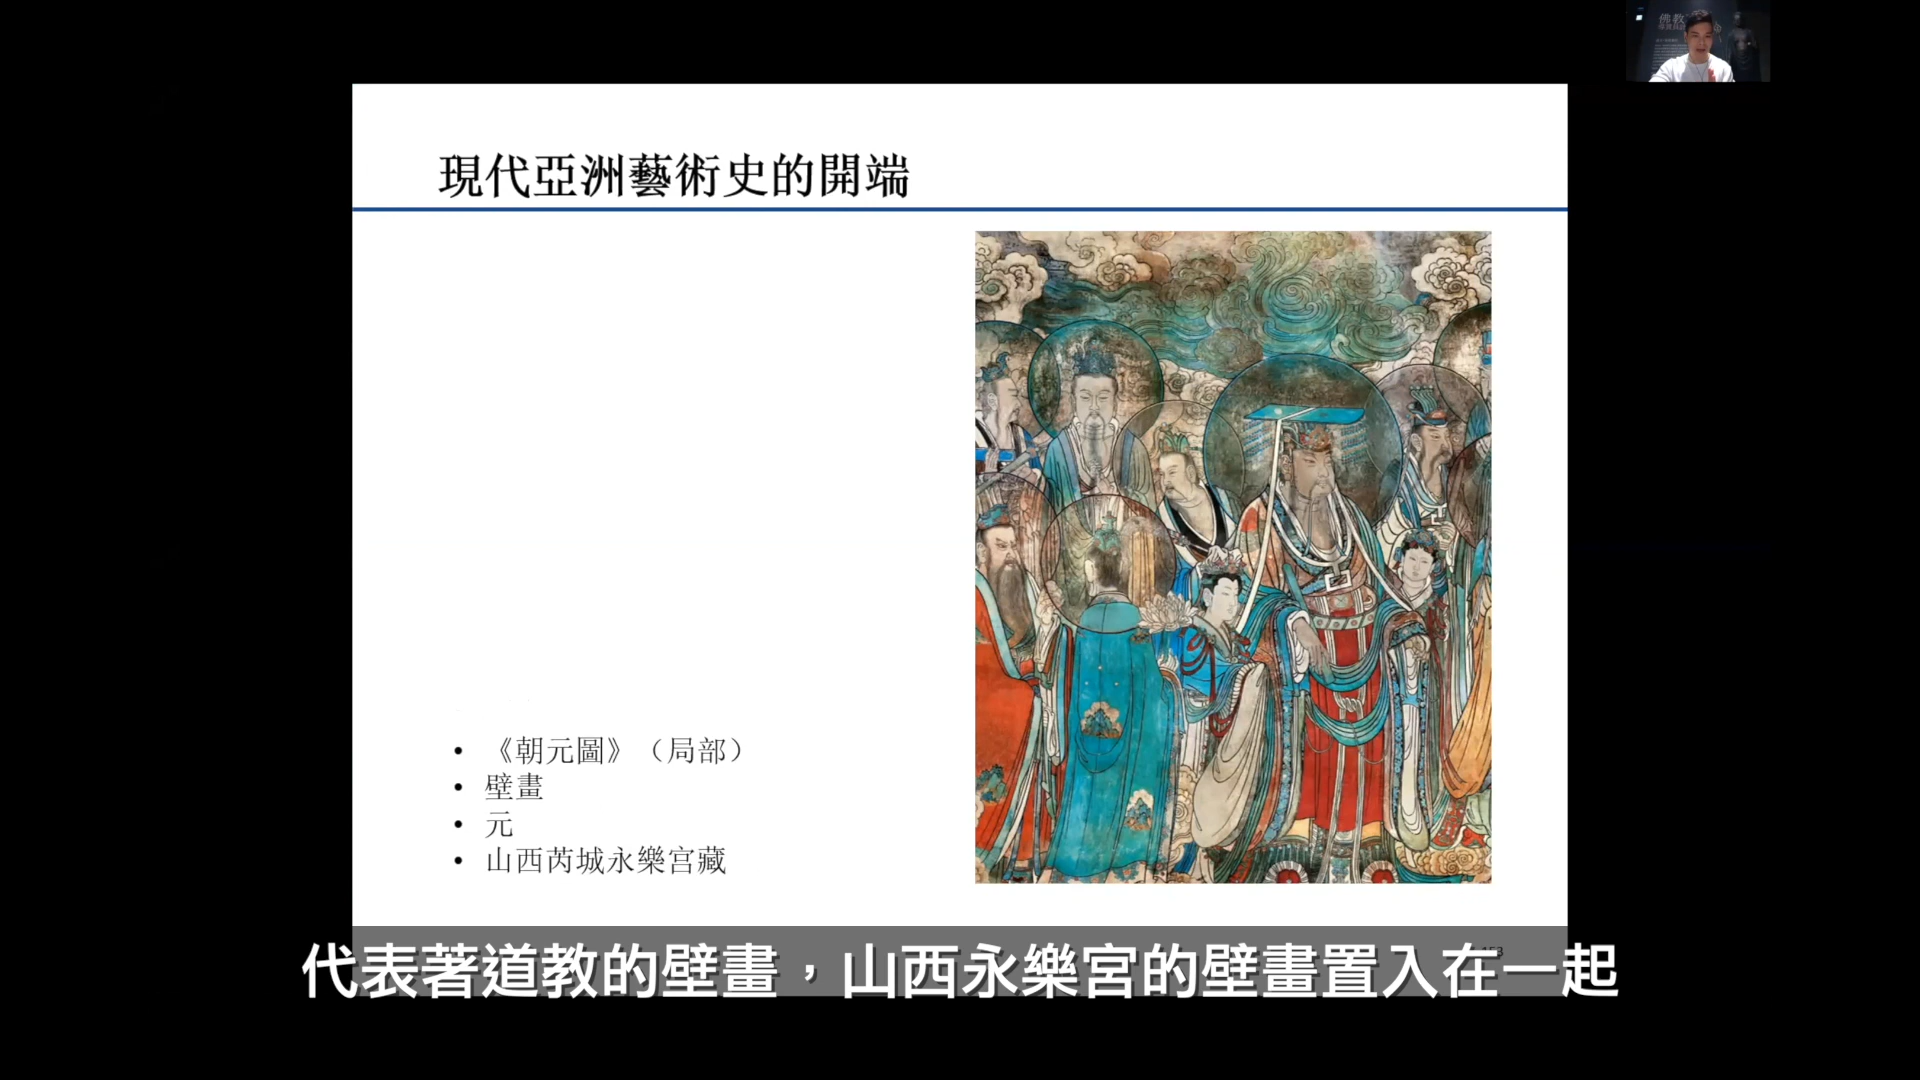 佛教
現代亞洲藝術史的開端
• 《朝元圖》（局部）
• 壁畫
• 元
• 山西芮城永樂宮藏
代表著道教的壁畫，山西永樂宮的壁畫置入在一起